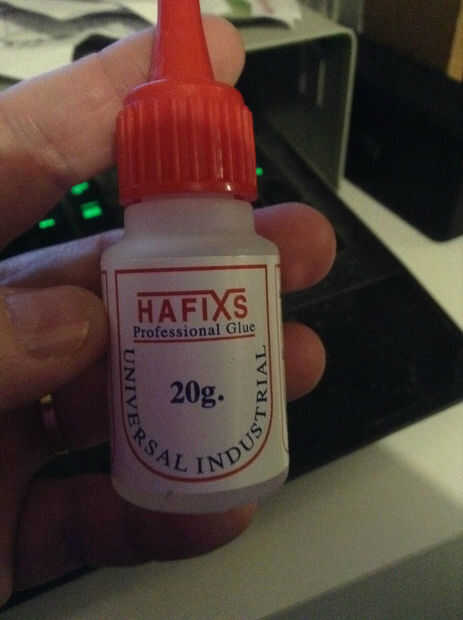 HAFIXS
Professional Glue
20g.
UNIVERSAL INDUSTRIAL